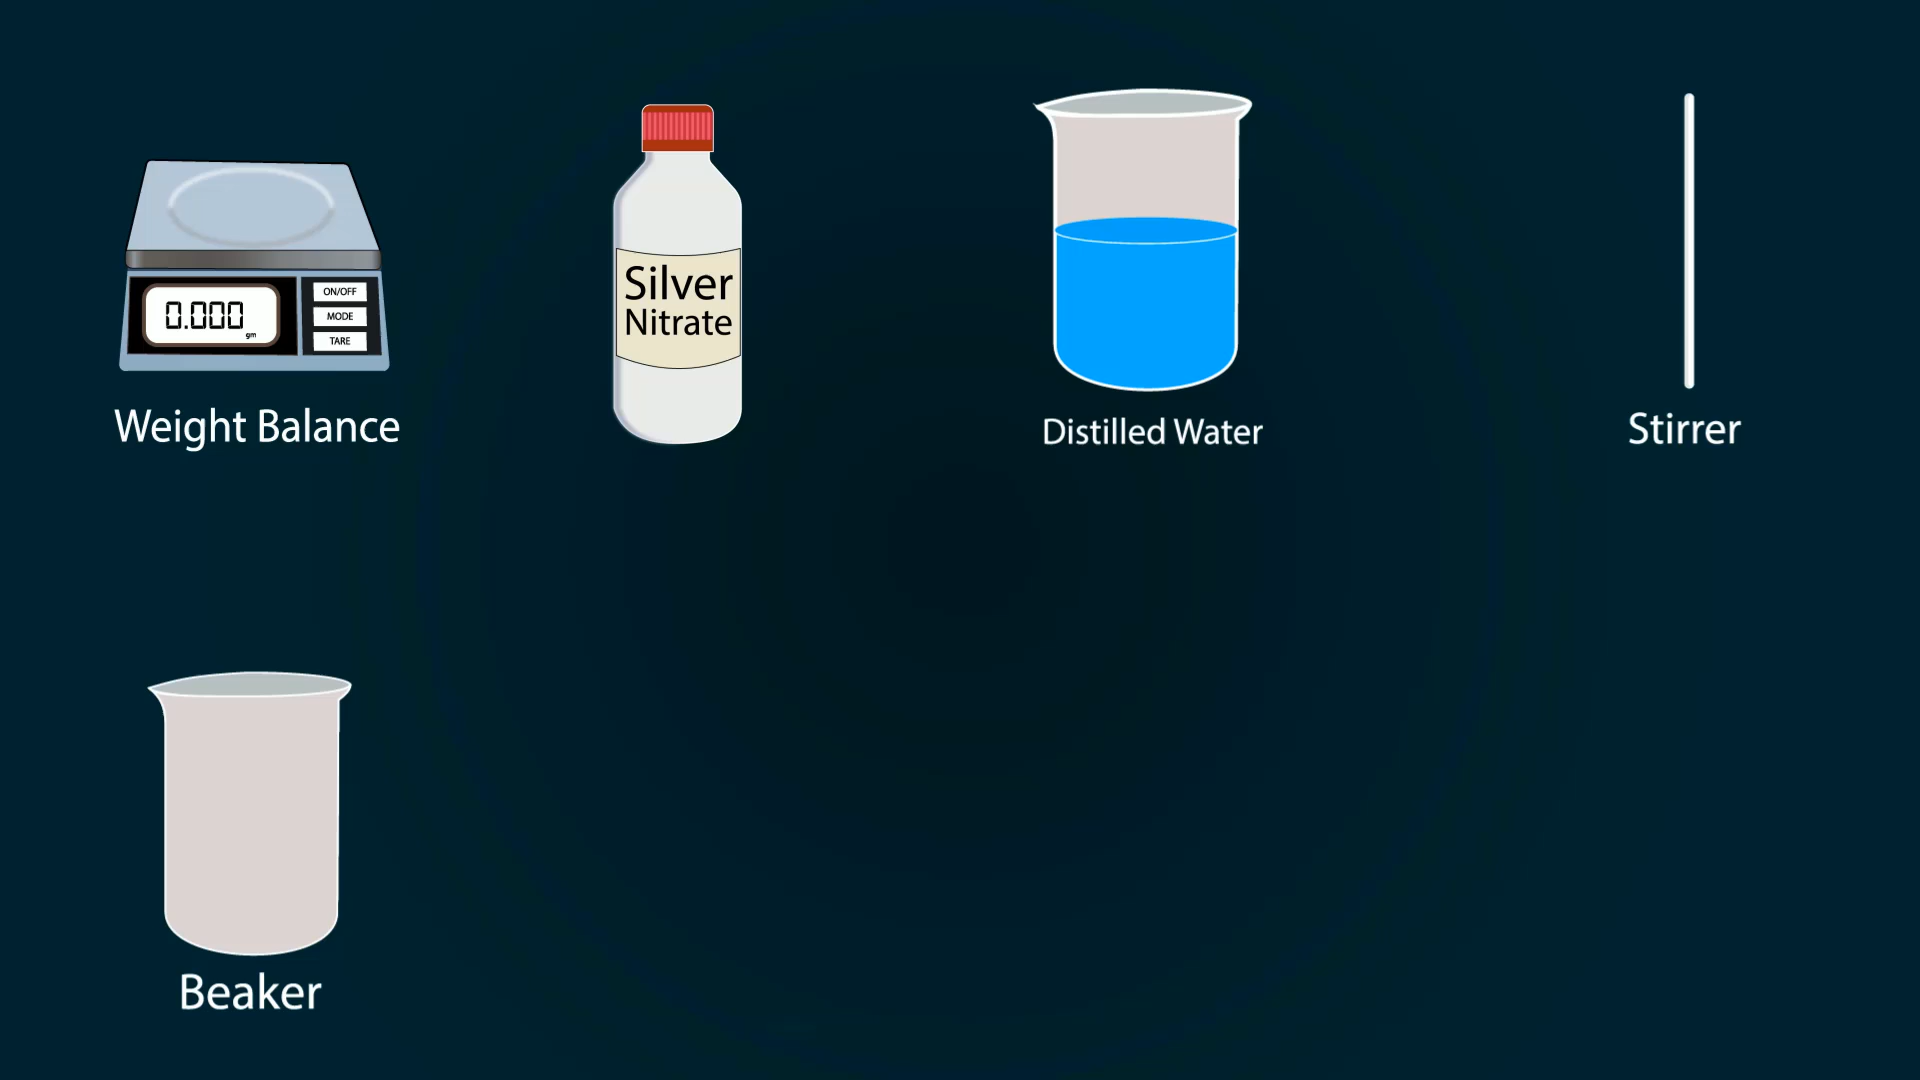 0.000
gm
ON/OFF
MODE
TARE
Weight Balance
Silver
Nitrate
Distilled Water
Stirrer
Beaker